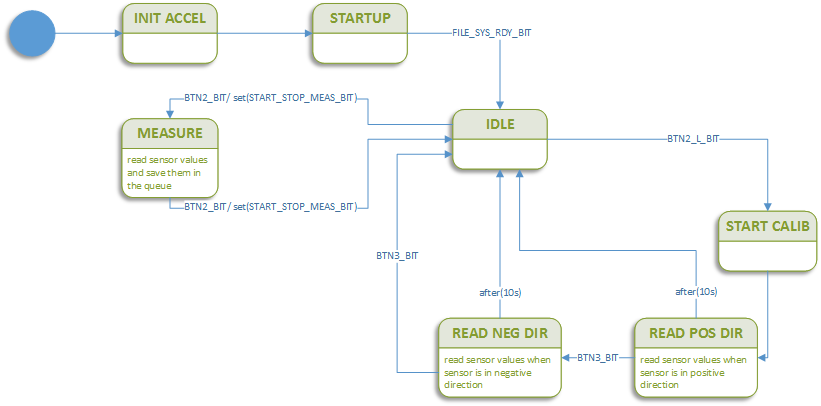 INIT ACCEL
STARTUP
FILE_SYS_RDY_BIT
BTN2_BIT/ set(START_STOP_MEAS_BIT)
IDLE
MEASURE
read sensor values
and save them in
the queue
BTN2_L_BIT
BTN2_BIT/ set(START_STOP_MEAS_BIT)
START CALIB
BTN3_BIT
after(10s)
after(10s)
READ NEG DIR
read sensor values when
sensor is in negative
direction
BTN3_BIT
READ POS DIR
read sensor values when
sensor is in positive
direction